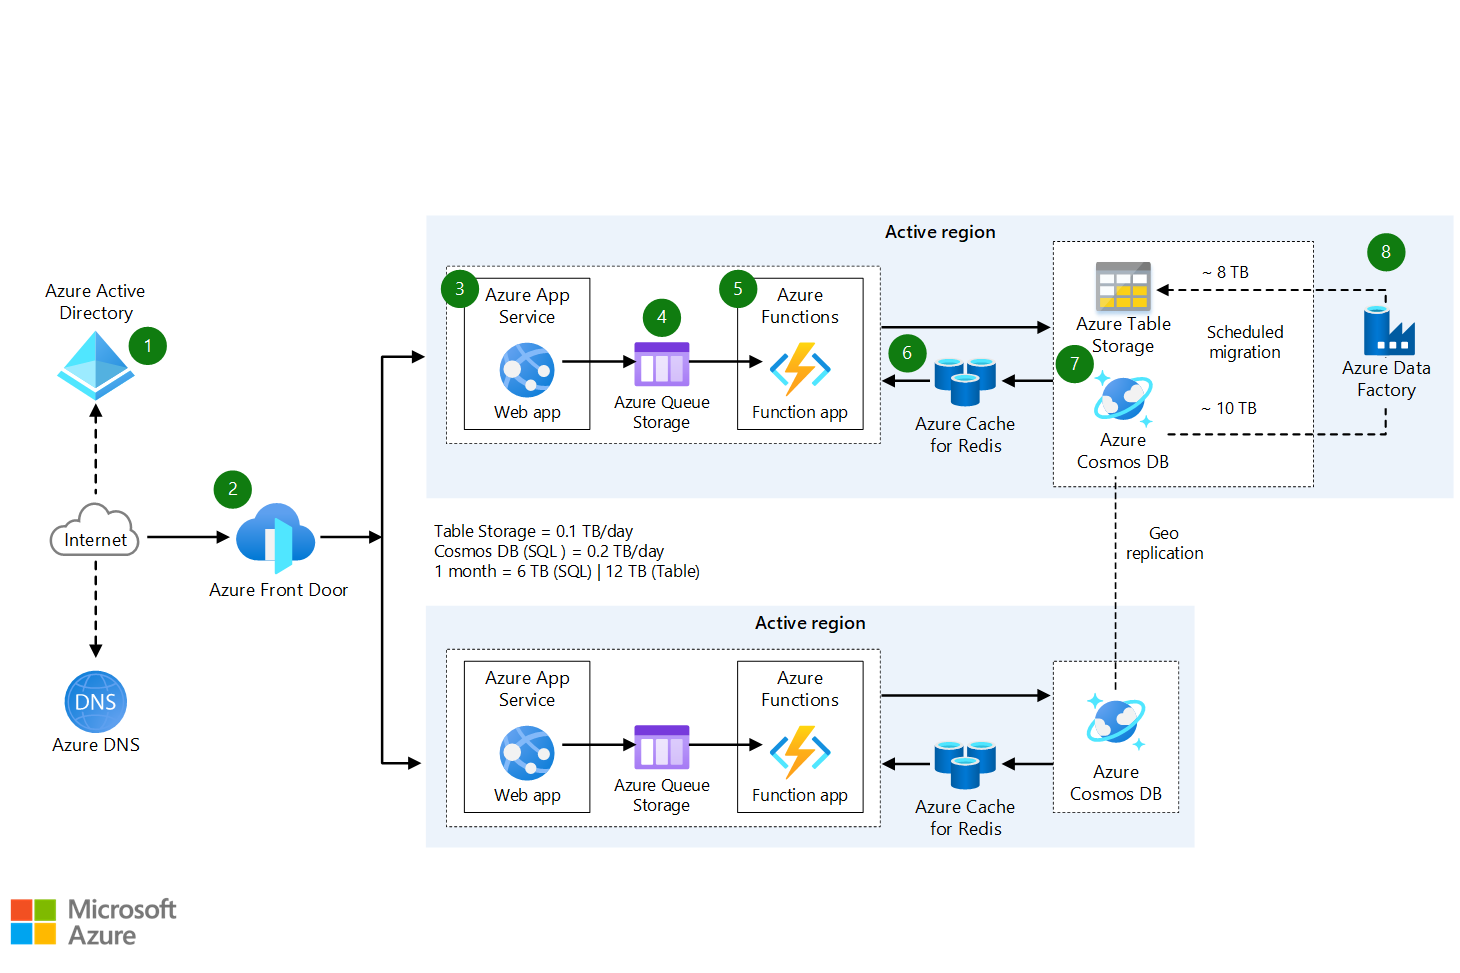 Active region
Azure Active
Directory
1
Internet
2
Azure Front Door
DNS
Azure DNS
3
Azure App
Service
Web app
4
Azure Queue
Storage
5
Azure
Functions
Function app
6
Azure Cache
for Redis
Azure Table
Storage
7
Azure
Cosmos DB
~ 8 TB
Scheduled
migration
~ 10 TB
8
Azure Data
Factory
Table Storage = 0.1 TB/day
Cosmos DB (SQL ) = 0.2 TB/day
1 month = 6 TB (SQL) | 12 TB (Table)
Geo
replication
Active region
Azure App
Service
Web app
Azure Queue
Storage
Azure
Functions
Function app
Azure Cache
for Redis
Azure
Cosmos DB
Microsoft
Azure